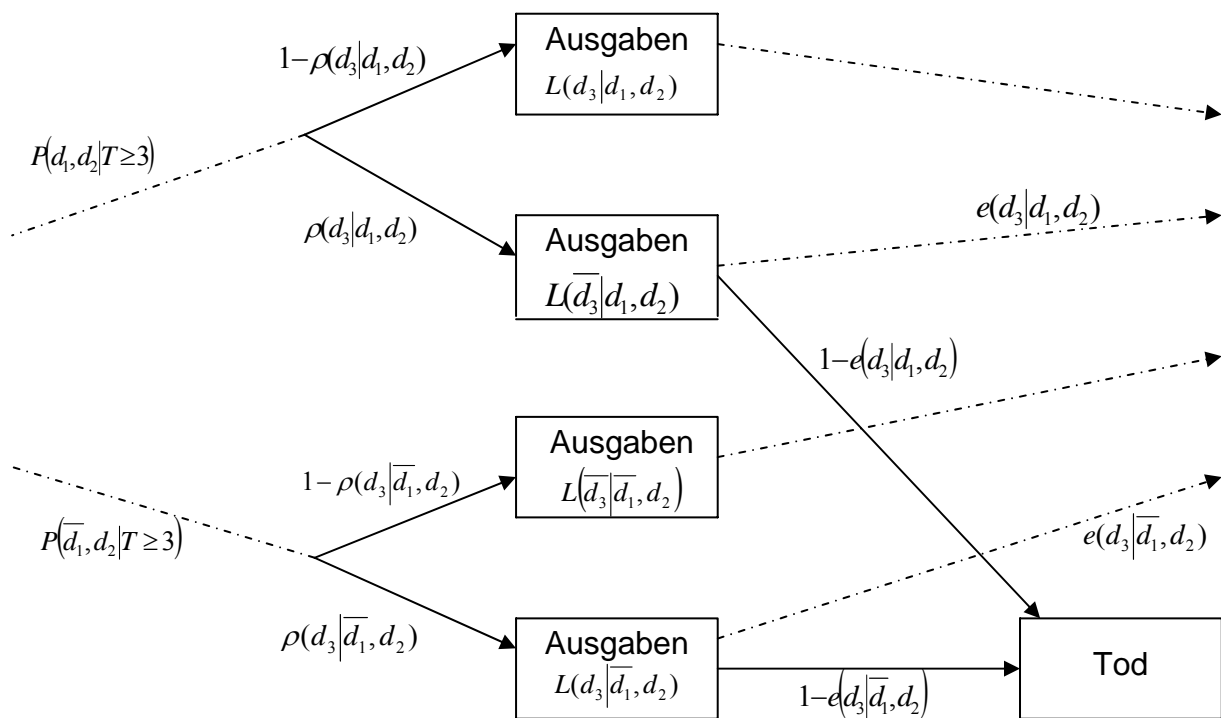 Ausgaben
L(d₃|d₁,d₂)
1−ρ(d₃|d₁,d₂)
P(d₁,d₂|T≥3)
ρ(d₃|d₁,d₂)
Ausgaben
L(d̅₃|d₁,d₂)
e(d₃|d₁,d₂)
1−e(d₃|d₁,d₂)
Ausgaben
L(d̅₃|d̅₁,d₂)
1−ρ(d₃|d̅₁,d₂)
P(d̅₁,d₂|T≥3)
e(d₃|d̅₁,d₂)
ρ(d₃|d̅₁,d₂)
Ausgaben
L(d₃|d̅₁,d₂)
1−e(d₃|d̅₁,d₂)
Tod